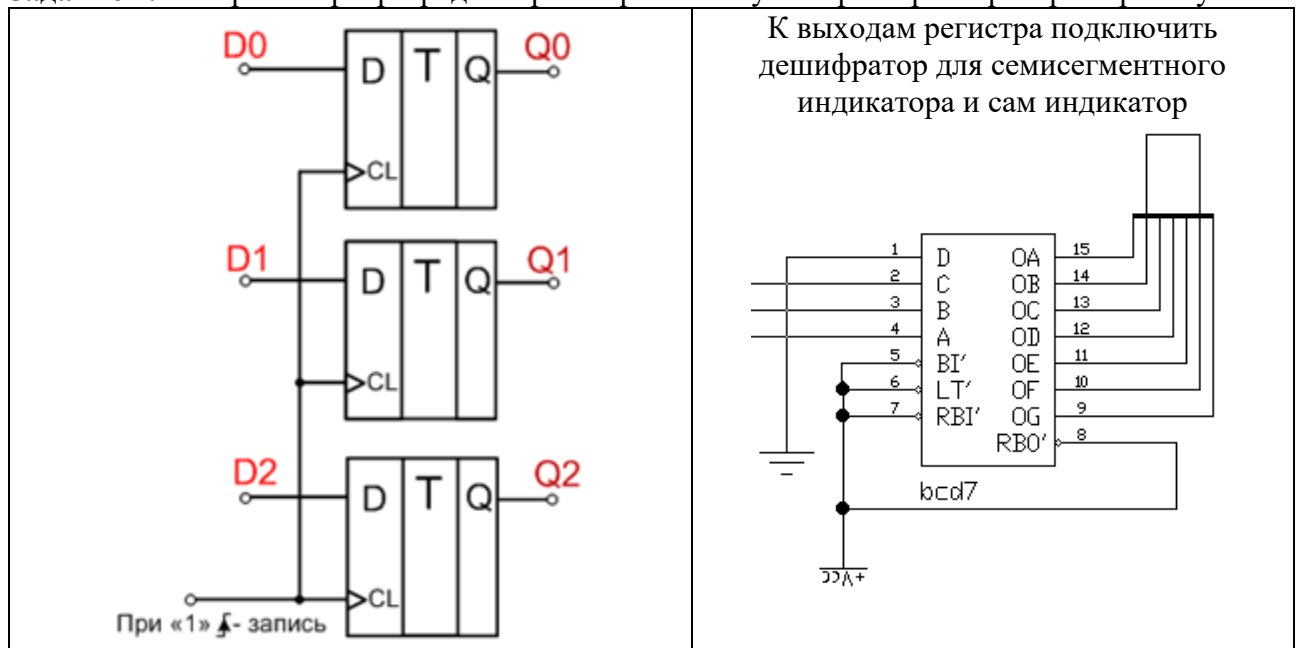 D0
D
T
Q
Q0
CL
D1
D
T
Q
Q1
CL
D2
D
T
Q
Q2
CL
При «1» - запись
К выходам регистра подключить
дешифратор для семисегментного
индикатора и сам индикатор
1 D OA 15
2 C OB 14
3 B OC 13
4 A OD 12
5 BI' OE 11
6 LT' OF 10
7 RBI' OG 9
RBO' 8
bcd7
+Vcc